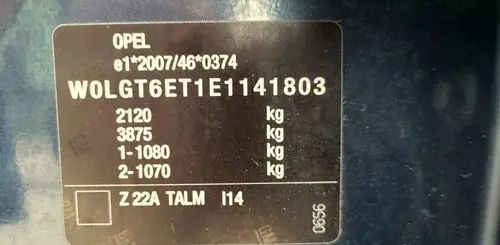 OPEL
e1*2007/46*0374
W0LGT6ET1E1141803
2120 kg
3875 kg
1-1080 kg
2-1070 kg
Z 22A TALM I14
0656